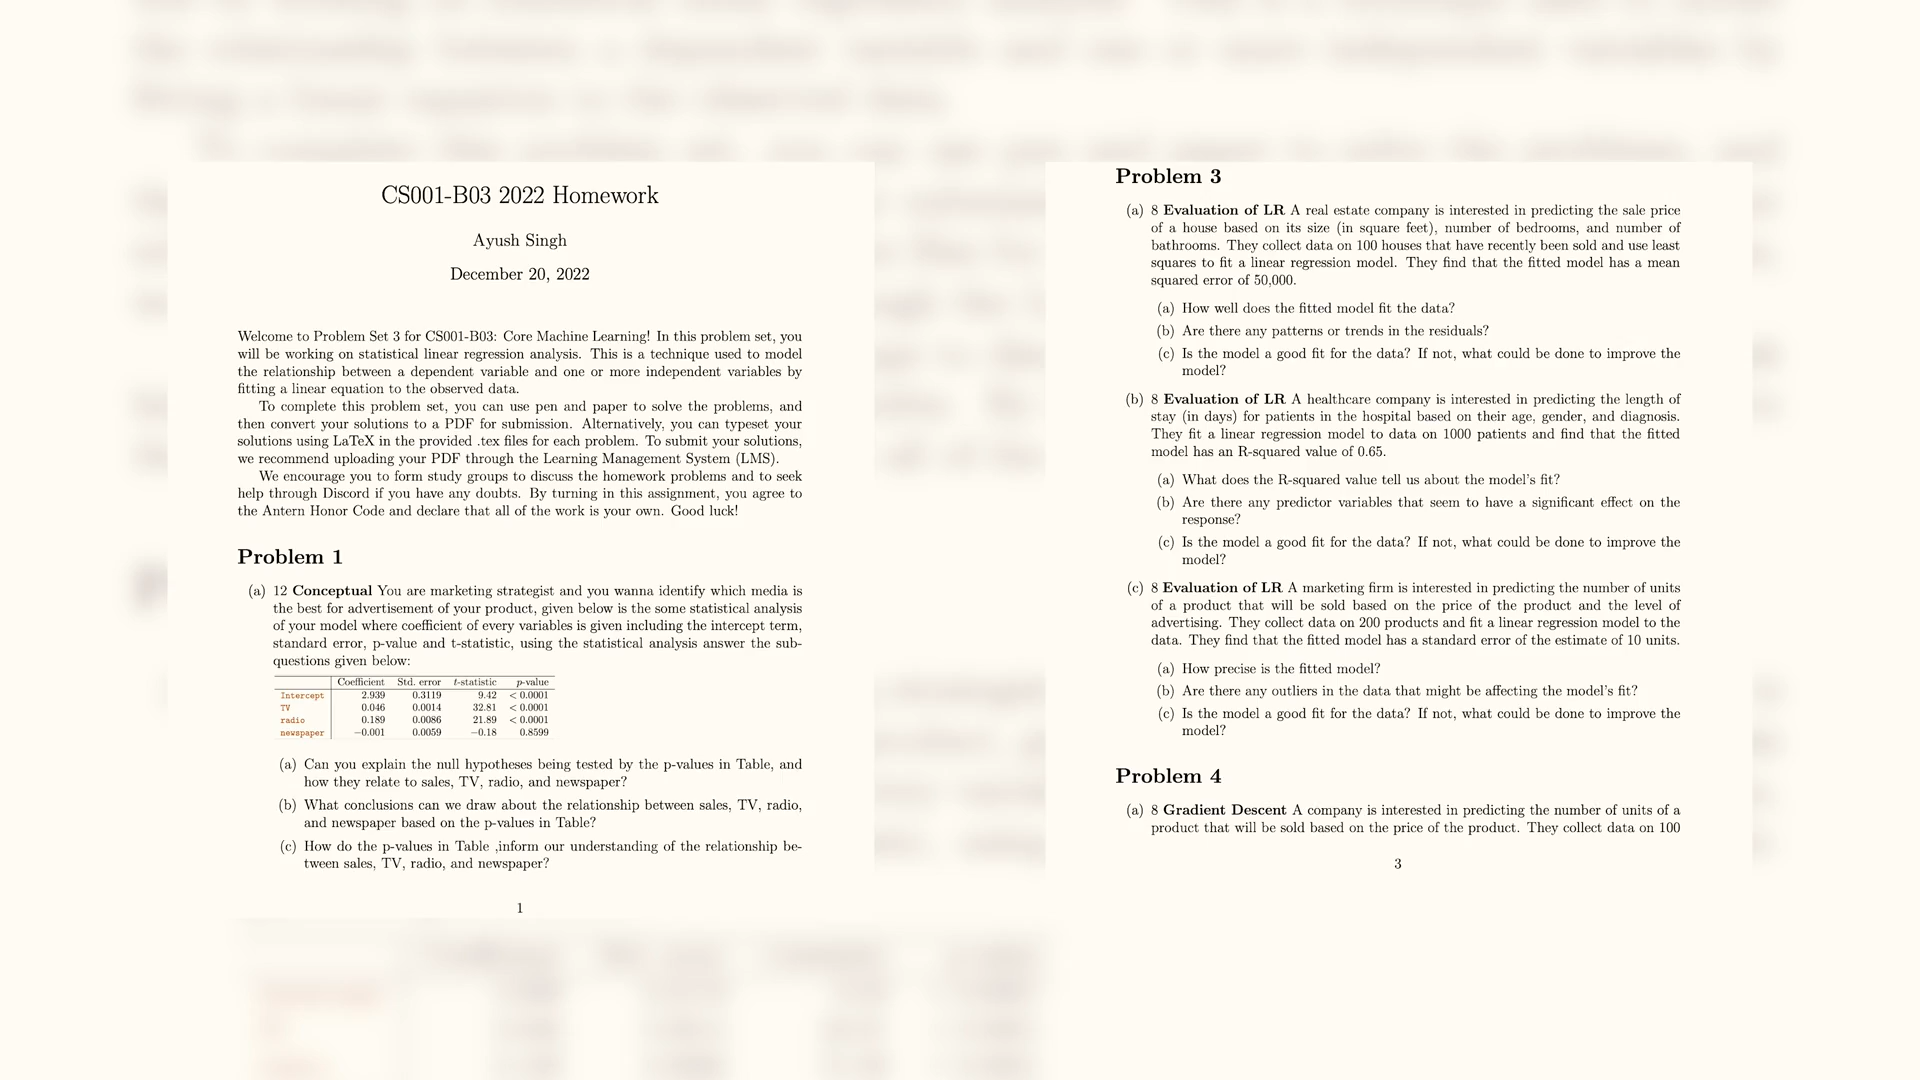 CS001-B03 2022 Homework
Ayush Singh
December 20, 2022
Welcome to Problem Set 3 for CS001-B03: Core Machine Learning! In this problem set, you
will be working on statistical linear regression analysis. This is a technique used to model
the relationship between a dependent variable and one or more independent variables by
fitting a linear equation to the observed data.
To complete this problem set, you can use pen and paper to solve the problems, and
then convert your solutions to a PDF for submission. Alternatively, you can typeset your
solutions using LaTeX in the provided .tex files for each problem. To submit your solutions,
we recommend uploading your PDF through the Learning Management System (LMS).
We encourage you to form study groups to discuss the homework problems and to seek
help through Discord if you have any doubts. By turning in this assignment, you agree to
the Antern Honor Code and declare that all of the work is your own. Good luck!
Problem 1
(a) 12 Conceptual You are marketing strategist and you wanna identify which media is
the best for advertisement of your product, given below is the some statistical analysis
of your model where coefficient of every variables is given including the intercept term,
standard error, p-value and t-statistic, using the statistical analysis answer the sub-
questions given below:
Coefficient Std. error t-statistic p-value
Intercept 2.939 0.3119 9.42 < 0.0001
TV 0.046 0.0014 32.81 < 0.0001
radio 0.189 0.0086 21.89 < 0.0001
newspaper −0.001 0.0059 −0.18 0.8599
(a) Can you explain the null hypotheses being tested by the p-values in Table, and
how they relate to sales, TV, radio, and newspaper?
(b) What conclusions can we draw about the relationship between sales, TV, radio,
and newspaper based on the p-values in Table?
(c) How do the p-values in Table ,inform our understanding of the relationship be-
tween sales, TV, radio, and newspaper?
1
Problem 3
(a) 8 Evaluation of LR A real estate company is interested in predicting the sale price
of a house based on its size (in square feet), number of bedrooms, and number of
bathrooms. They collect data on 100 houses that have recently been sold and use least
squares to fit a linear regression model. They find that the fitted model has a mean
squared error of 50,000.
(a) How well does the fitted model fit the data?
(b) Are there any patterns or trends in the residuals?
(c) Is the model a good fit for the data? If not, what could be done to improve the
model?
(b) 8 Evaluation of LR A healthcare company is interested in predicting the length of
stay (in days) for patients in the hospital based on their age, gender, and diagnosis.
They fit a linear regression model to data on 1000 patients and find that the fitted
model has an R-squared value of 0.65.
(a) What does the R-squared value tell us about the model's fit?
(b) Are there any predictor variables that seem to have a significant effect on the
response?
(c) Is the model a good fit for the data? If not, what could be done to improve the
model?
(c) 8 Evaluation of LR A marketing firm is interested in predicting the number of units
of a product that will be sold based on the price of the product and the level of
advertising. They collect data on 200 products and fit a linear regression model to the
data. They find that the fitted model has a standard error of the estimate of 10 units.
(a) How precise is the fitted model?
(b) Are there any outliers in the data that might be affecting the model's fit?
(c) Is the model a good fit for the data? If not, what could be done to improve the
model?
Problem 4
(a) 8 Gradient Descent A company is interested in predicting the number of units of a
product that will be sold based on the price of the product. They collect data on 100
3